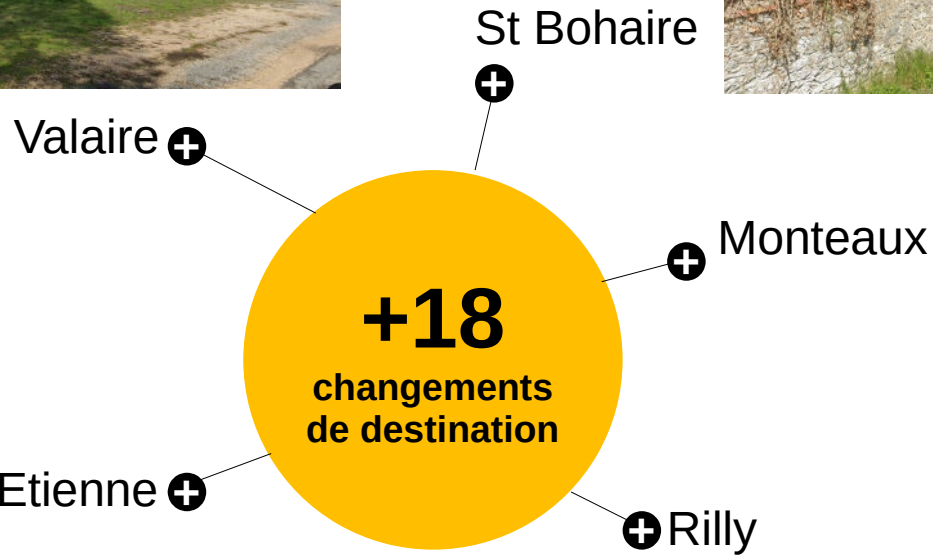 St Bohaire
Valaire
Monteaux
+18
changements
de destination
Etienne
Rilly